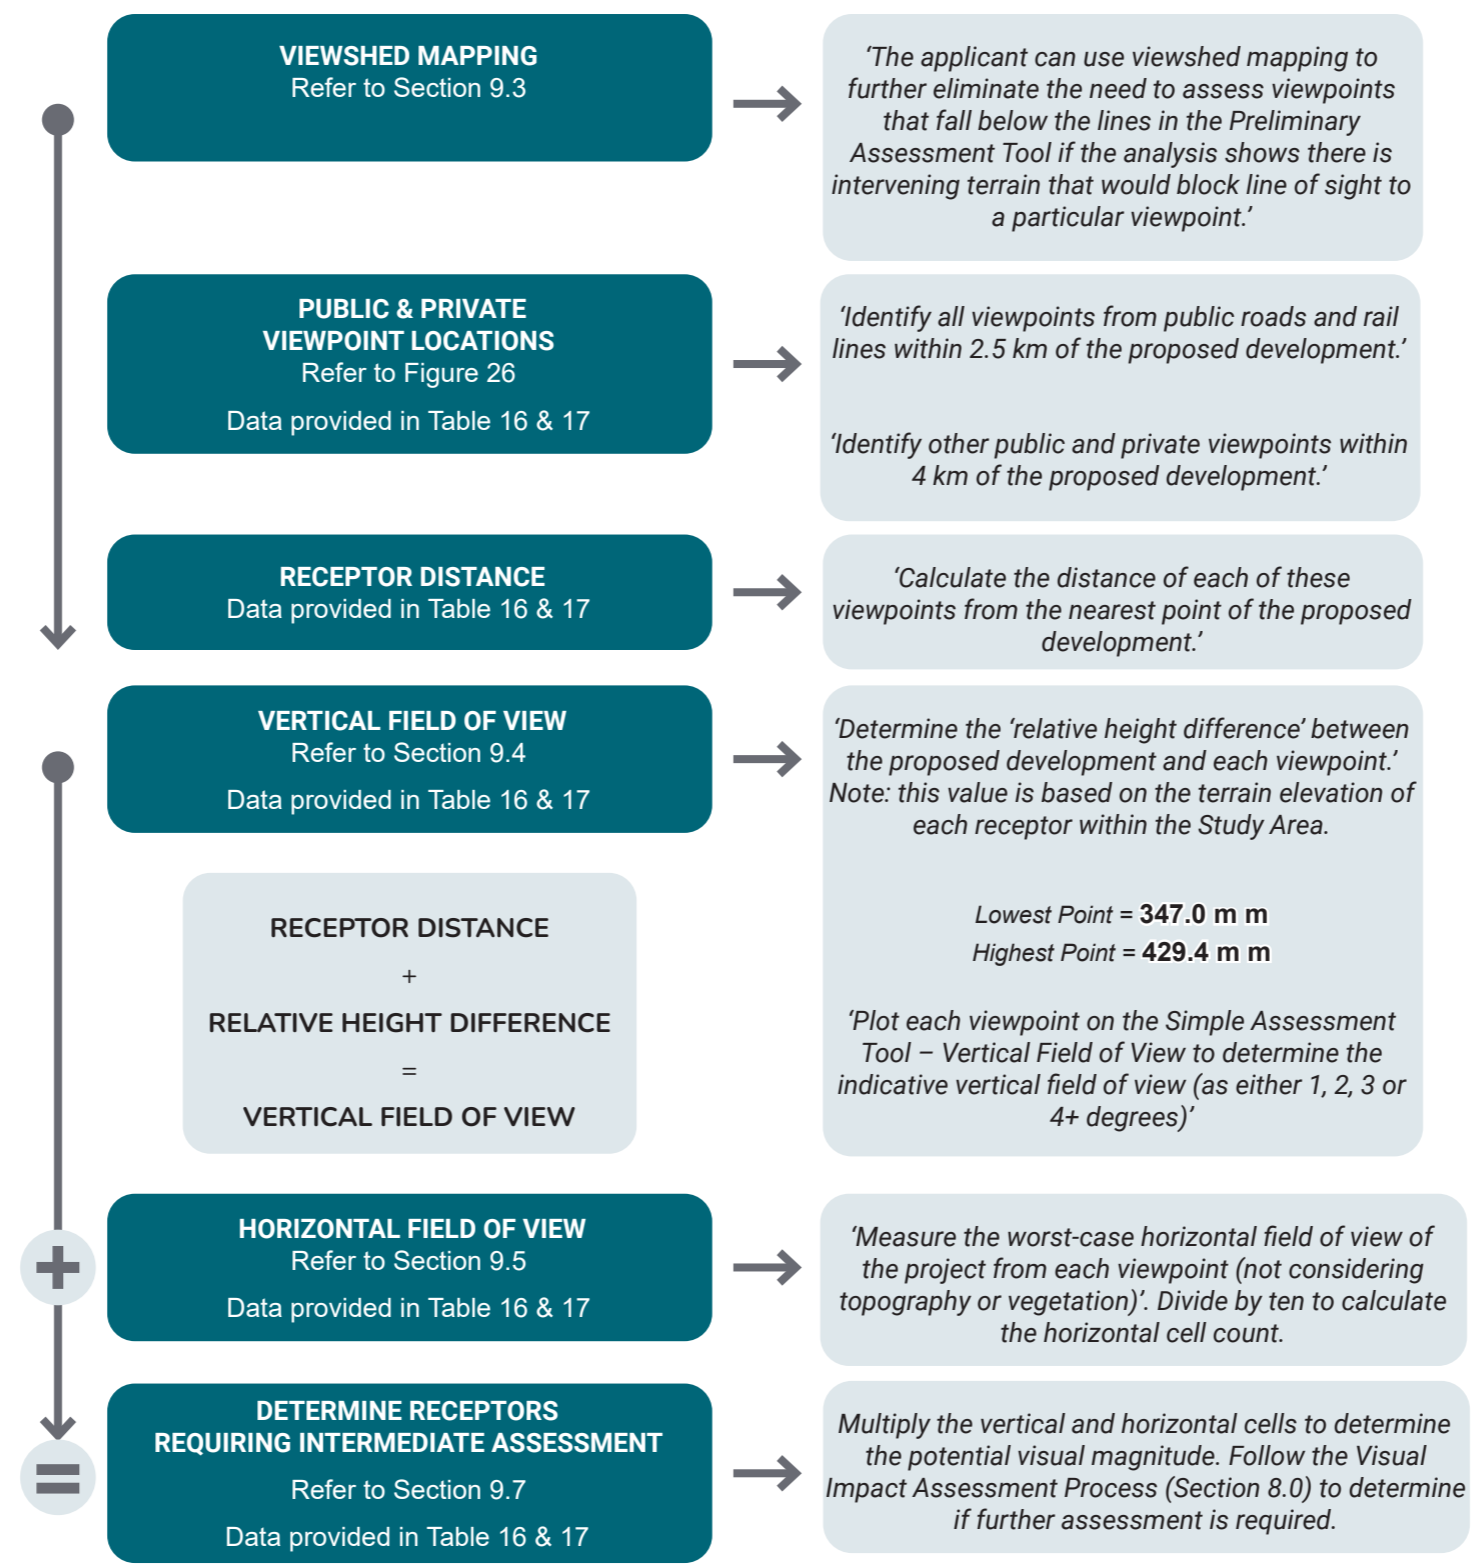 VIEWSHED MAPPING
Refer to Section 9.3
‘The applicant can use viewshed mapping to
further eliminate the need to assess viewpoints
that fall below the lines in the Preliminary
Assessment Tool if the analysis shows there is
intervening terrain that would block line of sight to
a particular viewpoint.’
PUBLIC & PRIVATE
VIEWPOINT LOCATIONS
Refer to Figure 26
Data provided in Table 16 & 17
‘Identify all viewpoints from public roads and rail
lines within 2.5 km of the proposed development.’
‘Identify other public and private viewpoints within
4 km of the proposed development.’
RECEPTOR DISTANCE
Data provided in Table 16 & 17
‘Calculate the distance of each of these
viewpoints from the nearest point of the proposed
development.’
VERTICAL FIELD OF VIEW
Refer to Section 9.4
Data provided in Table 16 & 17
‘Determine the ‘relative height difference’ between
the proposed development and each viewpoint.’
Note: this value is based on the terrain elevation of
each receptor within the Study Area.
Lowest Point = 347.0 m m
Highest Point = 429.4 m m
‘Plot each viewpoint on the Simple Assessment
Tool – Vertical Field of View to determine the
indicative vertical field of view (as either 1, 2, 3 or
4+ degrees)’
RECEPTOR DISTANCE
+
RELATIVE HEIGHT DIFFERENCE
=
VERTICAL FIELD OF VIEW
+
HORIZONTAL FIELD OF VIEW
Refer to Section 9.5
Data provided in Table 16 & 17
‘Measure the worst-case horizontal field of view of
the project from each viewpoint (not considering
topography or vegetation)’. Divide by ten to calculate
the horizontal cell count.
=
DETERMINE RECEPTORS
REQUIRING INTERMEDIATE ASSESSMENT
Refer to Section 9.7
Data provided in Table 16 & 17
Multiply the vertical and horizontal cells to determine
the potential visual magnitude. Follow the Visual
Impact Assessment Process (Section 8.0) to determine
if further assessment is required.